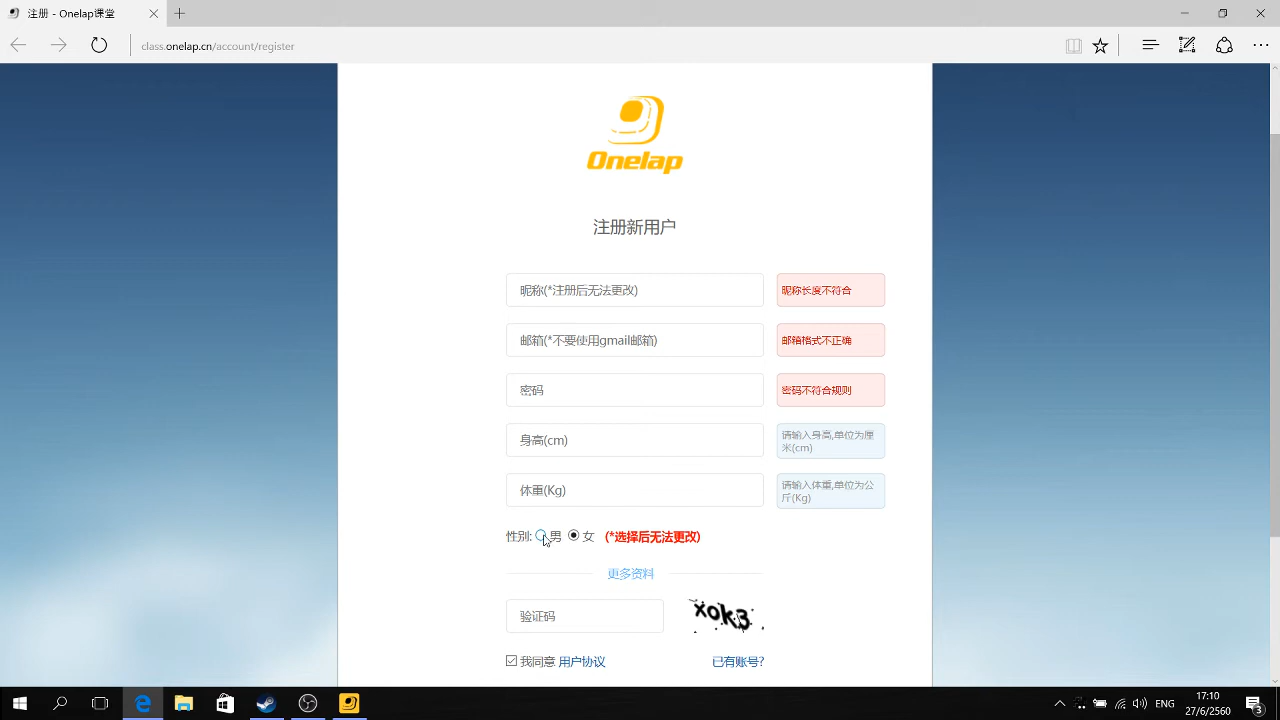 注册 - Onelap课堂
class.onelap.cn/account/register
Onelap
注册新用户
昵称(*注册后无法更改)
昵称长度不符合
邮箱(*不要使用gmail邮箱)
邮箱格式不正确
密码
密码不符合规则
身高(cm)
请输入身高,单位为厘
米(cm)
体重(Kg)
请输入体重,单位为公
斤(Kg)
性别: 男 女 (*选择后无法更改)
更多资料
验证码
xok3
我同意 用户协议
已有账号?
ENG
17:10
27/6/2560
3